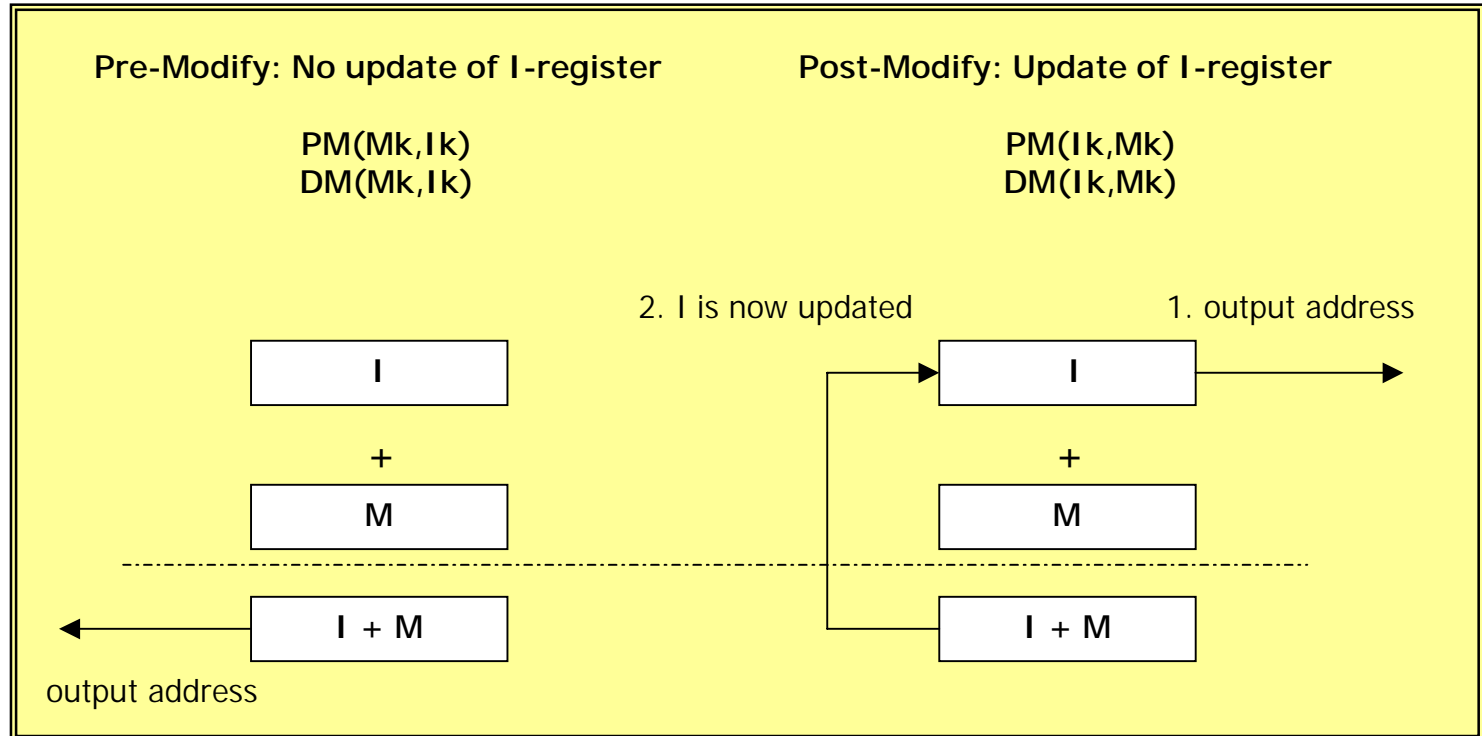 Pre-Modify: No update of I-register
PM(Mk,Ik)
DM(Mk,Ik)
I
+
M
I + M
output address
Post-Modify: Update of I-register
PM(Ik,Mk)
DM(Ik,Mk)
2. I is now updated
1. output address
I
+
M
I + M